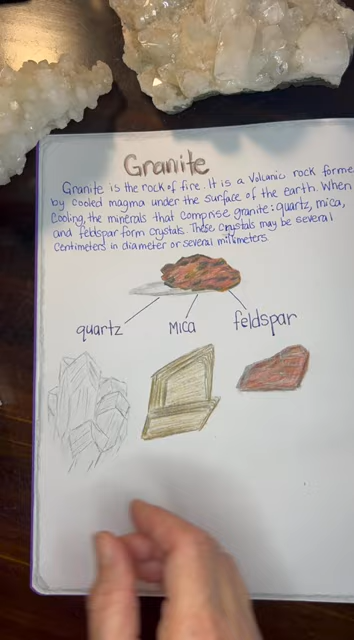 Granite
Granite is the rock of fire. It is a Volcanic rock forme
by cooled magma under the surface of the earth. When
Cooling, the minerals that comprise granite: quartz, mica,
and feldspar form crystals. These crystals may be several
Centimeters in diameter or several millimeters.
quartz mica feldspar